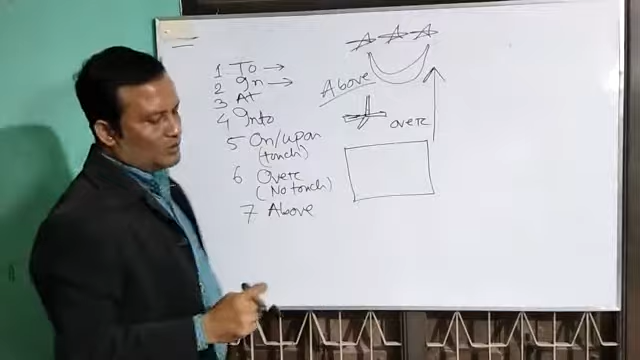 1 To →
2 In →
3 At
4 Into
5 On/upon
(touch)
6 Over
(No touch)
7 Above
Above
over